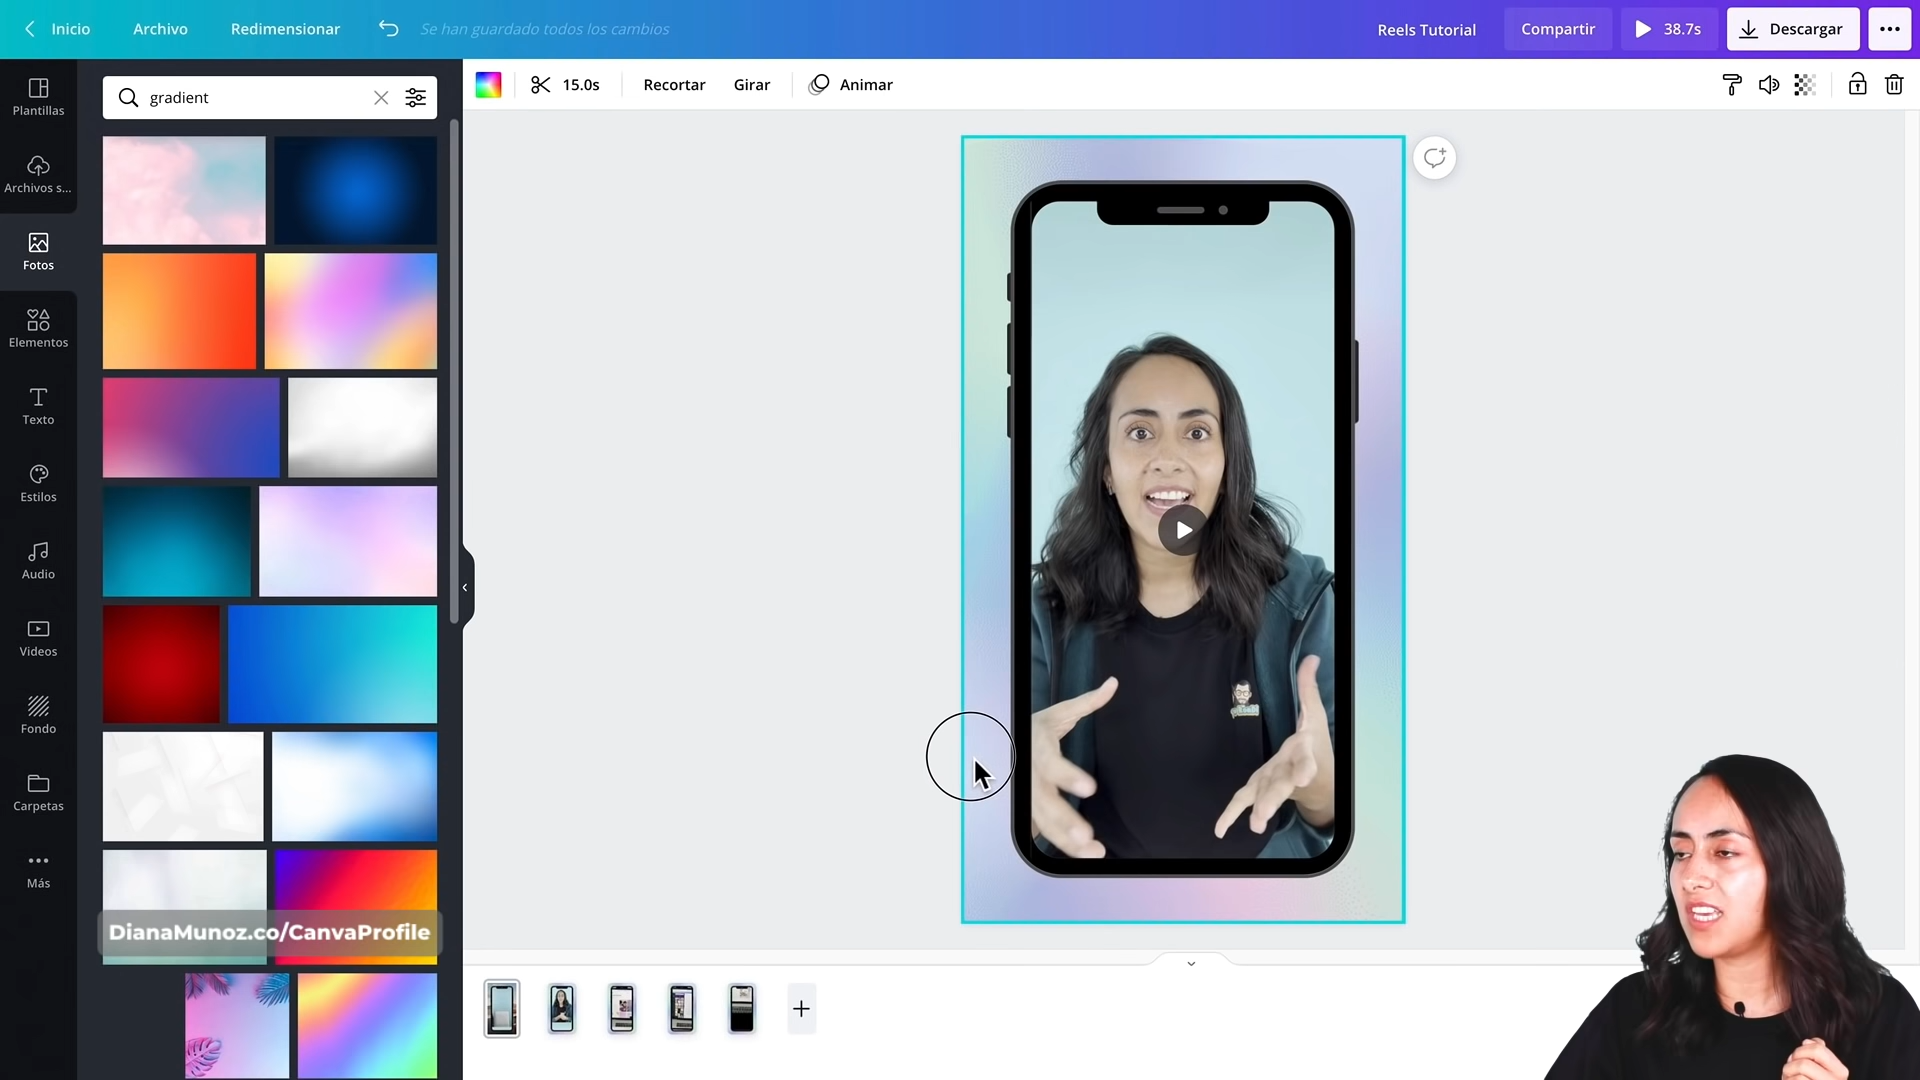 Inicio
Archivo
Redimensionar
Se han guardado todos los cambios
Reels Tutorial
Compartir
38.7s
Descargar
gradient
15.0s
Recortar
Girar
Animar
Plantillas
Archivos s...
Fotos
Elementos
Texto
Estilos
Audio
Videos
Fondo
Carpetas
Más
DianaMunoz.co/CanvaProfile